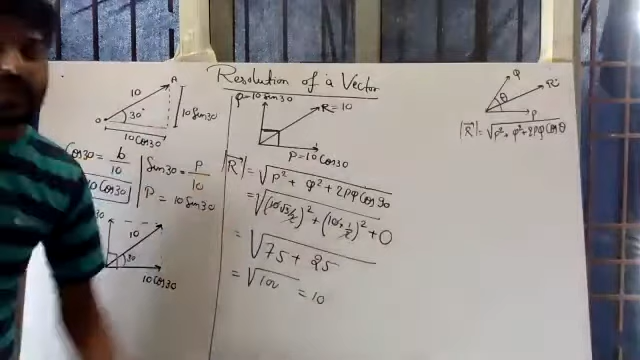 Resolution of a Vector
A
10
30°
O
10 Sin30
10 Cos30
Cos30 = b/10
10 Cos30
Sin30 = P/10
P = 10 Sin30
10
30
10 Cos30
Q = 10 Sin30
R = 10
P = 10 Cos30
|R⃗| = √P² + Q² + 2PQ Cos 90
= √(10√3/2)² + (10·1/2)² + 0
= √75 + 25
= √100 = 10
Q
R
θ
P
|R⃗| = √P² + Q² + 2PQ Cosθ